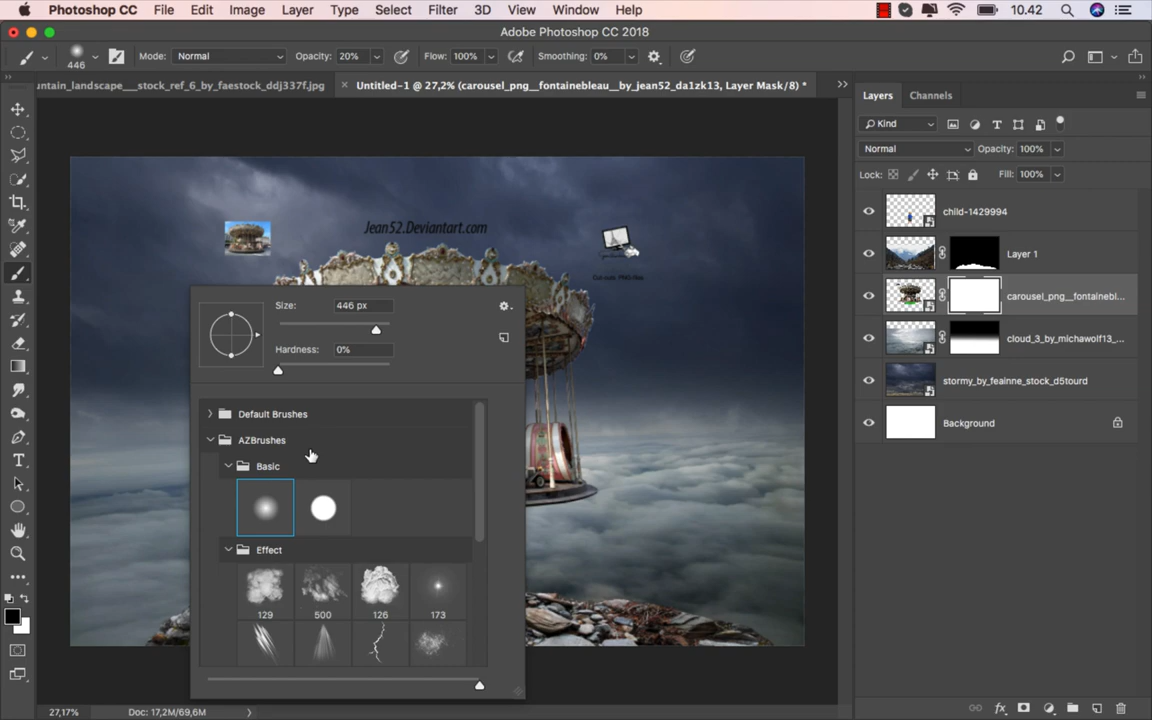 Photoshop CC File Edit Image Layer Type Select Filter 3D View Window Help 10.42
Adobe Photoshop CC 2018
446 Mode: Normal Opacity: 20% Flow: 100% Smoothing: 0%
untain_landscape___stock_ref_6_by_faestock_ddj337f.jpg
Untitled-1 @ 27,2% (carousel_png__fontainebleau__by_jean52_da1zk13, Layer Mask/8) *
Layers Channels
Kind
Normal Opacity: 100%
Lock: Fill: 100%
child-1429994
Layer 1
carousel_png__fontainebl...
cloud_3_by_michawolf13_...
stormy_by_feainne_stock_d5tourd
Background
Jean52.Deviantart.com
Cut-outs PNG-files
Size: 446 px
Hardness: 0%
Default Brushes
AZBrushes
Basic
Effect
129 500 126 173
27,17% Doc: 17,2M/69,6M